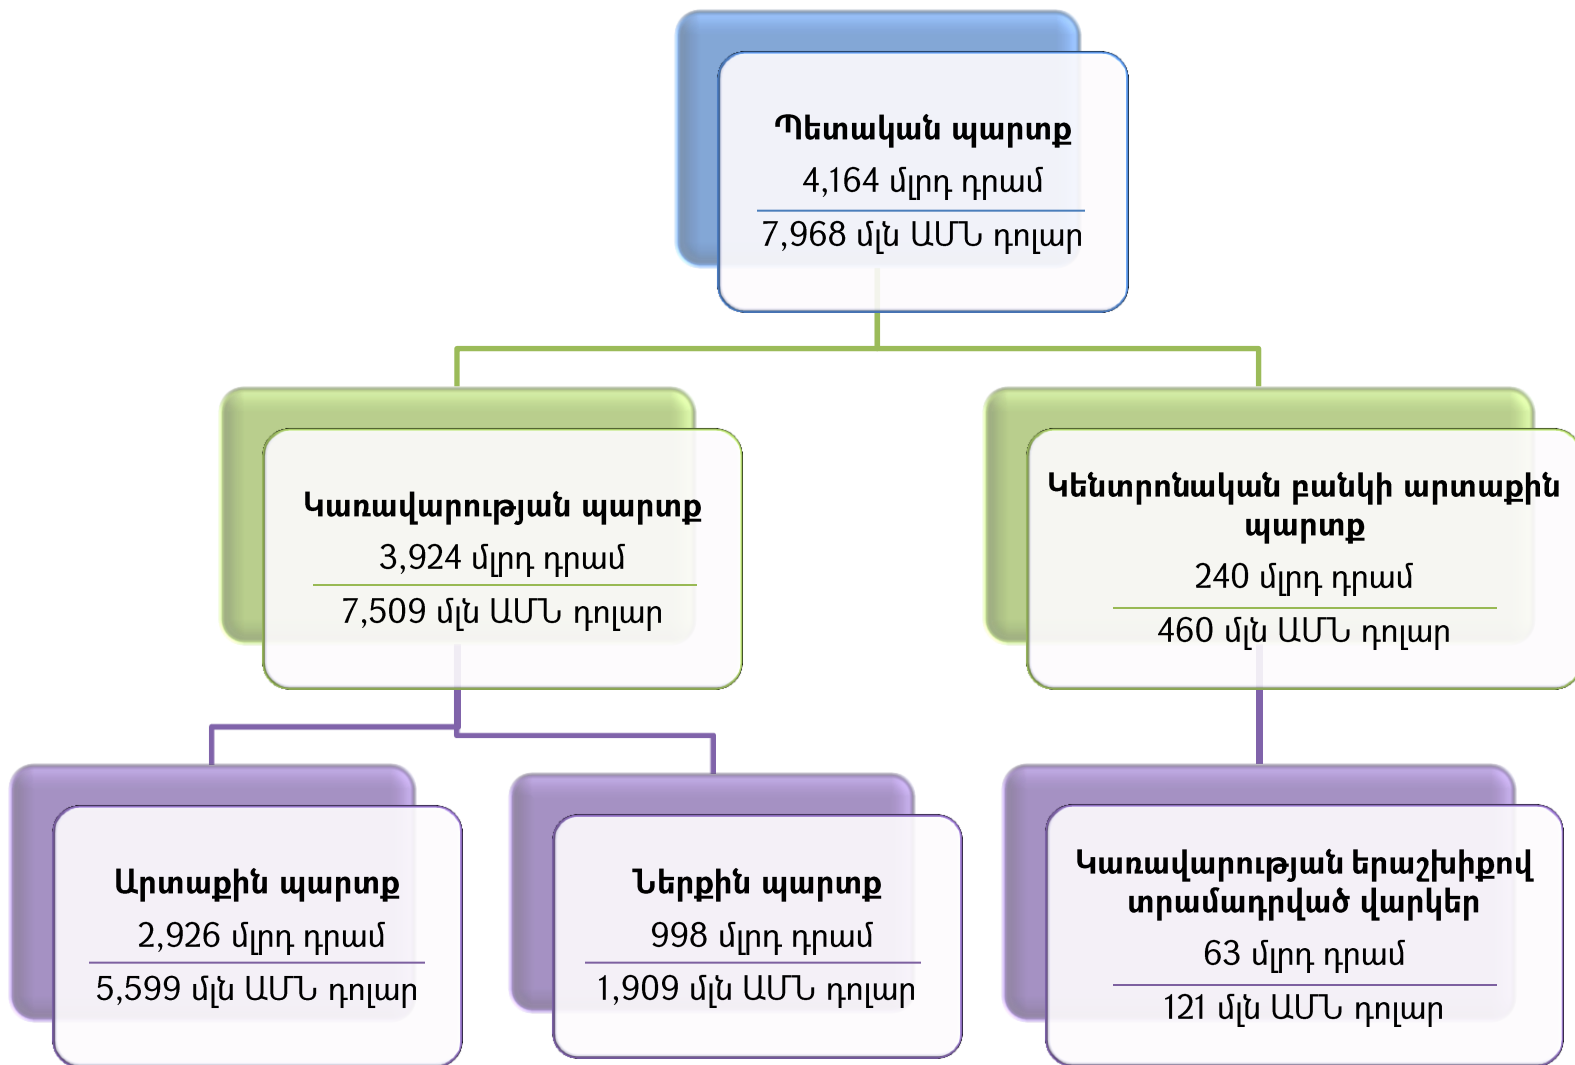 Պետական պարտք
4,164 մլրդ դրամ
7,968 մլն ԱՄՆ դոլար
Կառավարության պարտք
3,924 մլրդ դրամ
7,509 մլն ԱՄՆ դոլար
Կենտրոնական բանկի արտաքին
պարտք
240 մլրդ դրամ
460 մլն ԱՄՆ դոլար
Արտաքին պարտք
2,926 մլրդ դրամ
5,599 մլն ԱՄՆ դոլար
Ներքին պարտք
998 մլրդ դրամ
1,909 մլն ԱՄՆ դոլար
Կառավարության երաշխիքով
տրամադրված վարկեր
63 մլրդ դրամ
121 մլն ԱՄՆ դոլար